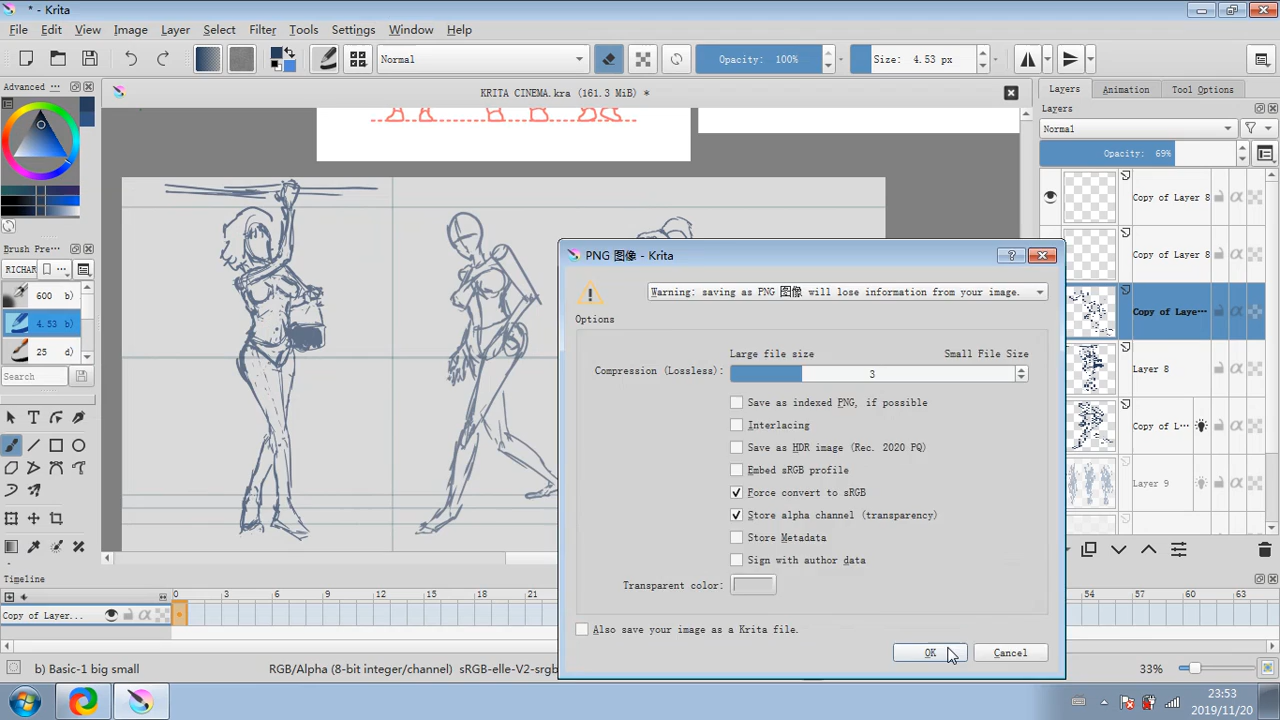 * - Krita
File Edit View Image Layer Select Filter Tools Settings Window Help
Normal
Opacity: 100%
Size: 4.53 px
Advanced ...
KRITA CINEMA.kra (161.3 MiB) *
Layers Animation Tool Options
Layers
Normal
Opacity: 69%
Copy of Layer 8
Copy of Layer 8
Copy of Laye...
Layer 8
Copy of L...
Layer 9
Brush Pre...
RICHAR
600 b)
4.53 b)
25 d)
Search
PNG 图像 - Krita
Warning: saving as PNG 图像 will lose information from your image.
Options
Large file size Small File Size
Compression (Lossless): 3
Save as indexed PNG, if possible
Interlacing
Save as HDR image (Rec. 2020 PQ)
Embed sRGB profile
Force convert to sRGB
Store alpha channel (transparency)
Store Metadata
Sign with author data
Transparent color:
Also save your image as a Krita file.
OK Cancel
Timeline
0 3 6 9 12 15 18 21 54 57 60 63
Copy of Layer...
b) Basic-1 big small
RGB/Alpha (8-bit integer/channel) sRGB-elle-V2-srgb
33%
23:53
2019/11/20